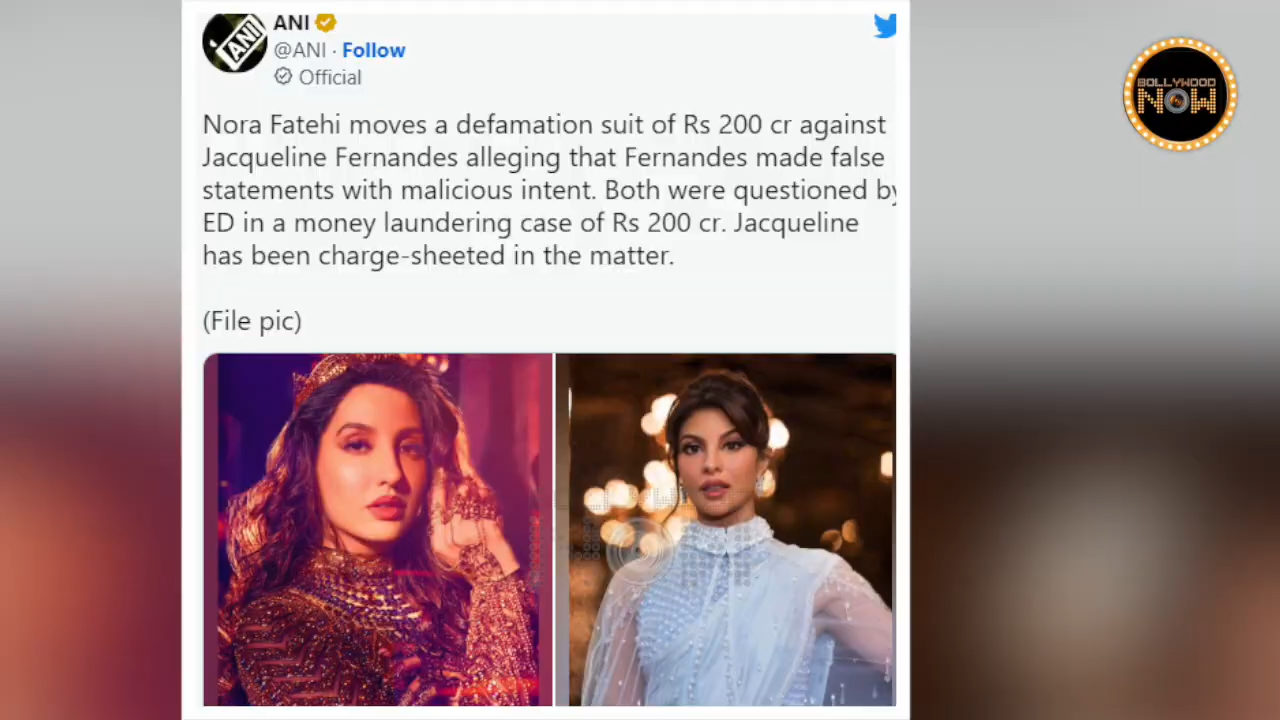 ANI
ANI
@ANI · Follow
Official
BOLLYWOOD
NOW
Nora Fatehi moves a defamation suit of Rs 200 cr against
Jacqueline Fernandes alleging that Fernandes made false
statements with malicious intent. Both were questioned by
ED in a money laundering case of Rs 200 cr. Jacqueline
has been charge-sheeted in the matter.
(File pic)